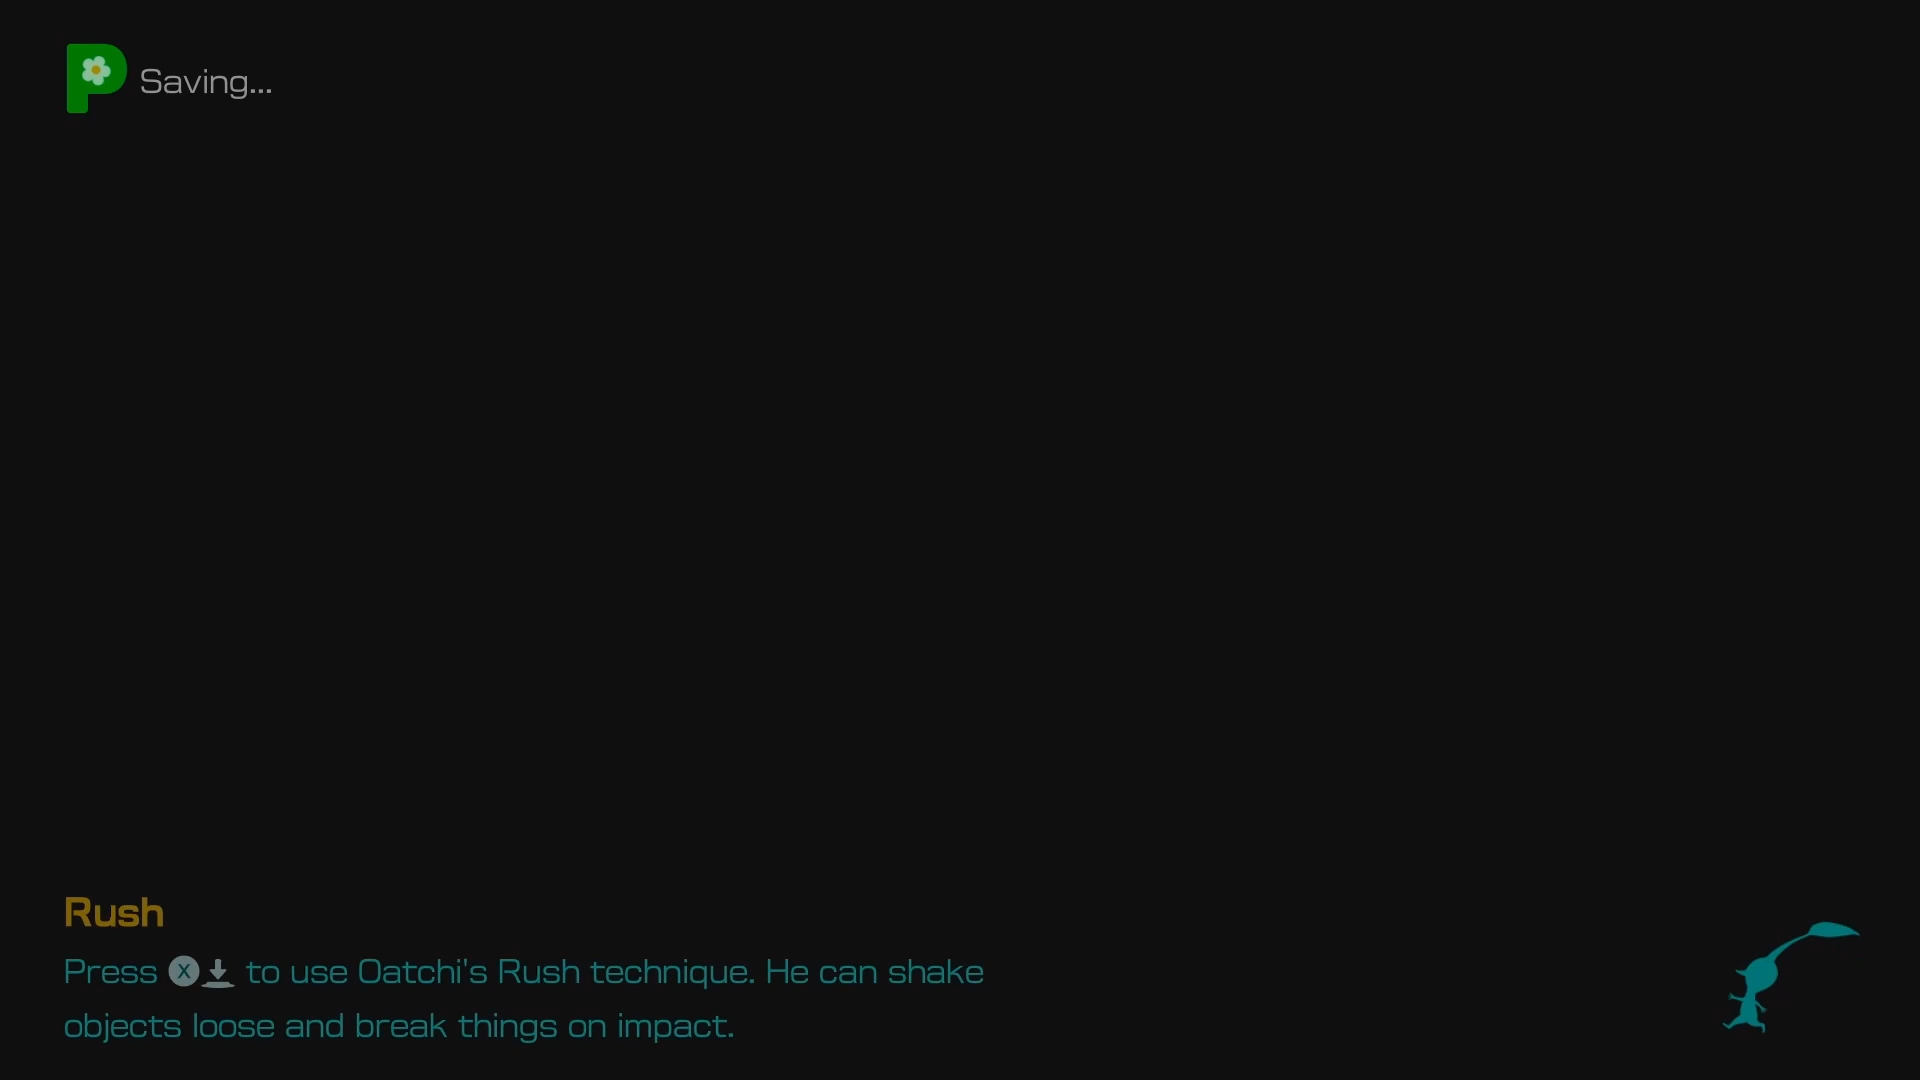 P Saving...
Rush
Press X to use Oatchi's Rush technique. He can shake
objects loose and break things on impact.